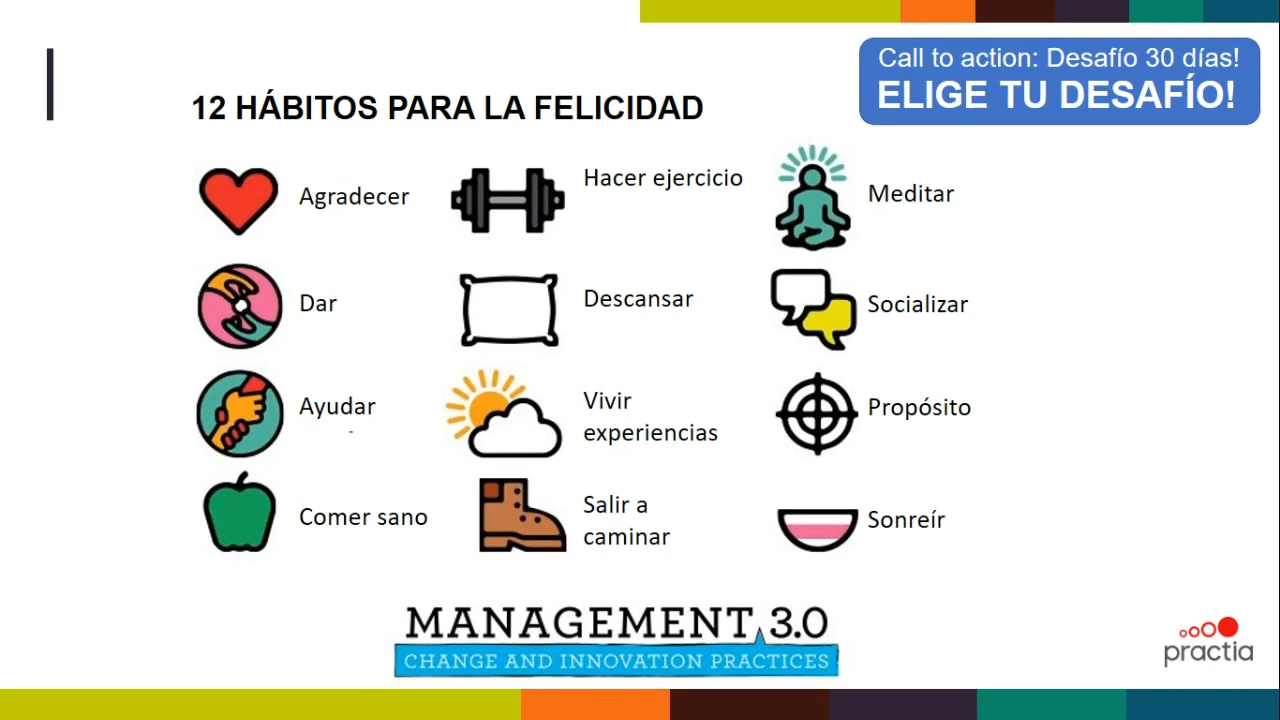 Call to action: Desafío 30 días!
ELIGE TU DESAFÍO!
12 HÁBITOS PARA LA FELICIDAD
Agradecer
Hacer ejercicio
Meditar
Dar
Descansar
Socializar
Ayudar
Vivir
experiencias
Propósito
Comer sano
Salir a
caminar
Sonreír
MANAGEMENT 3.0
CHANGE AND INNOVATION PRACTICES
practia